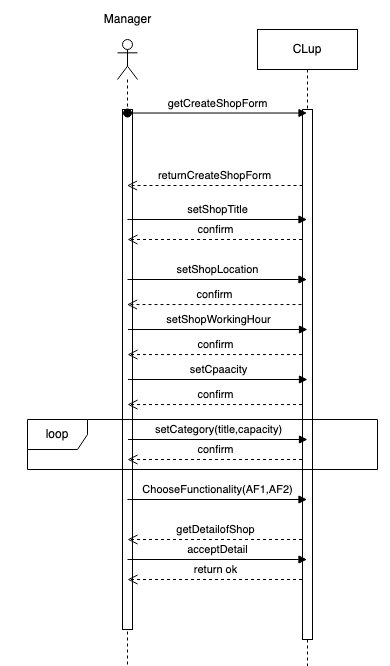 Manager
CLup
getCreateShopForm
returnCreateShopForm
setShopTitle
confirm
setShopLocation
confirm
setShopWorkingHour
confirm
setCpaacity
confirm
loop
setCategory(title,capacity)
confirm
ChooseFunctionality(AF1,AF2)
getDetailofShop
acceptDetail
return ok